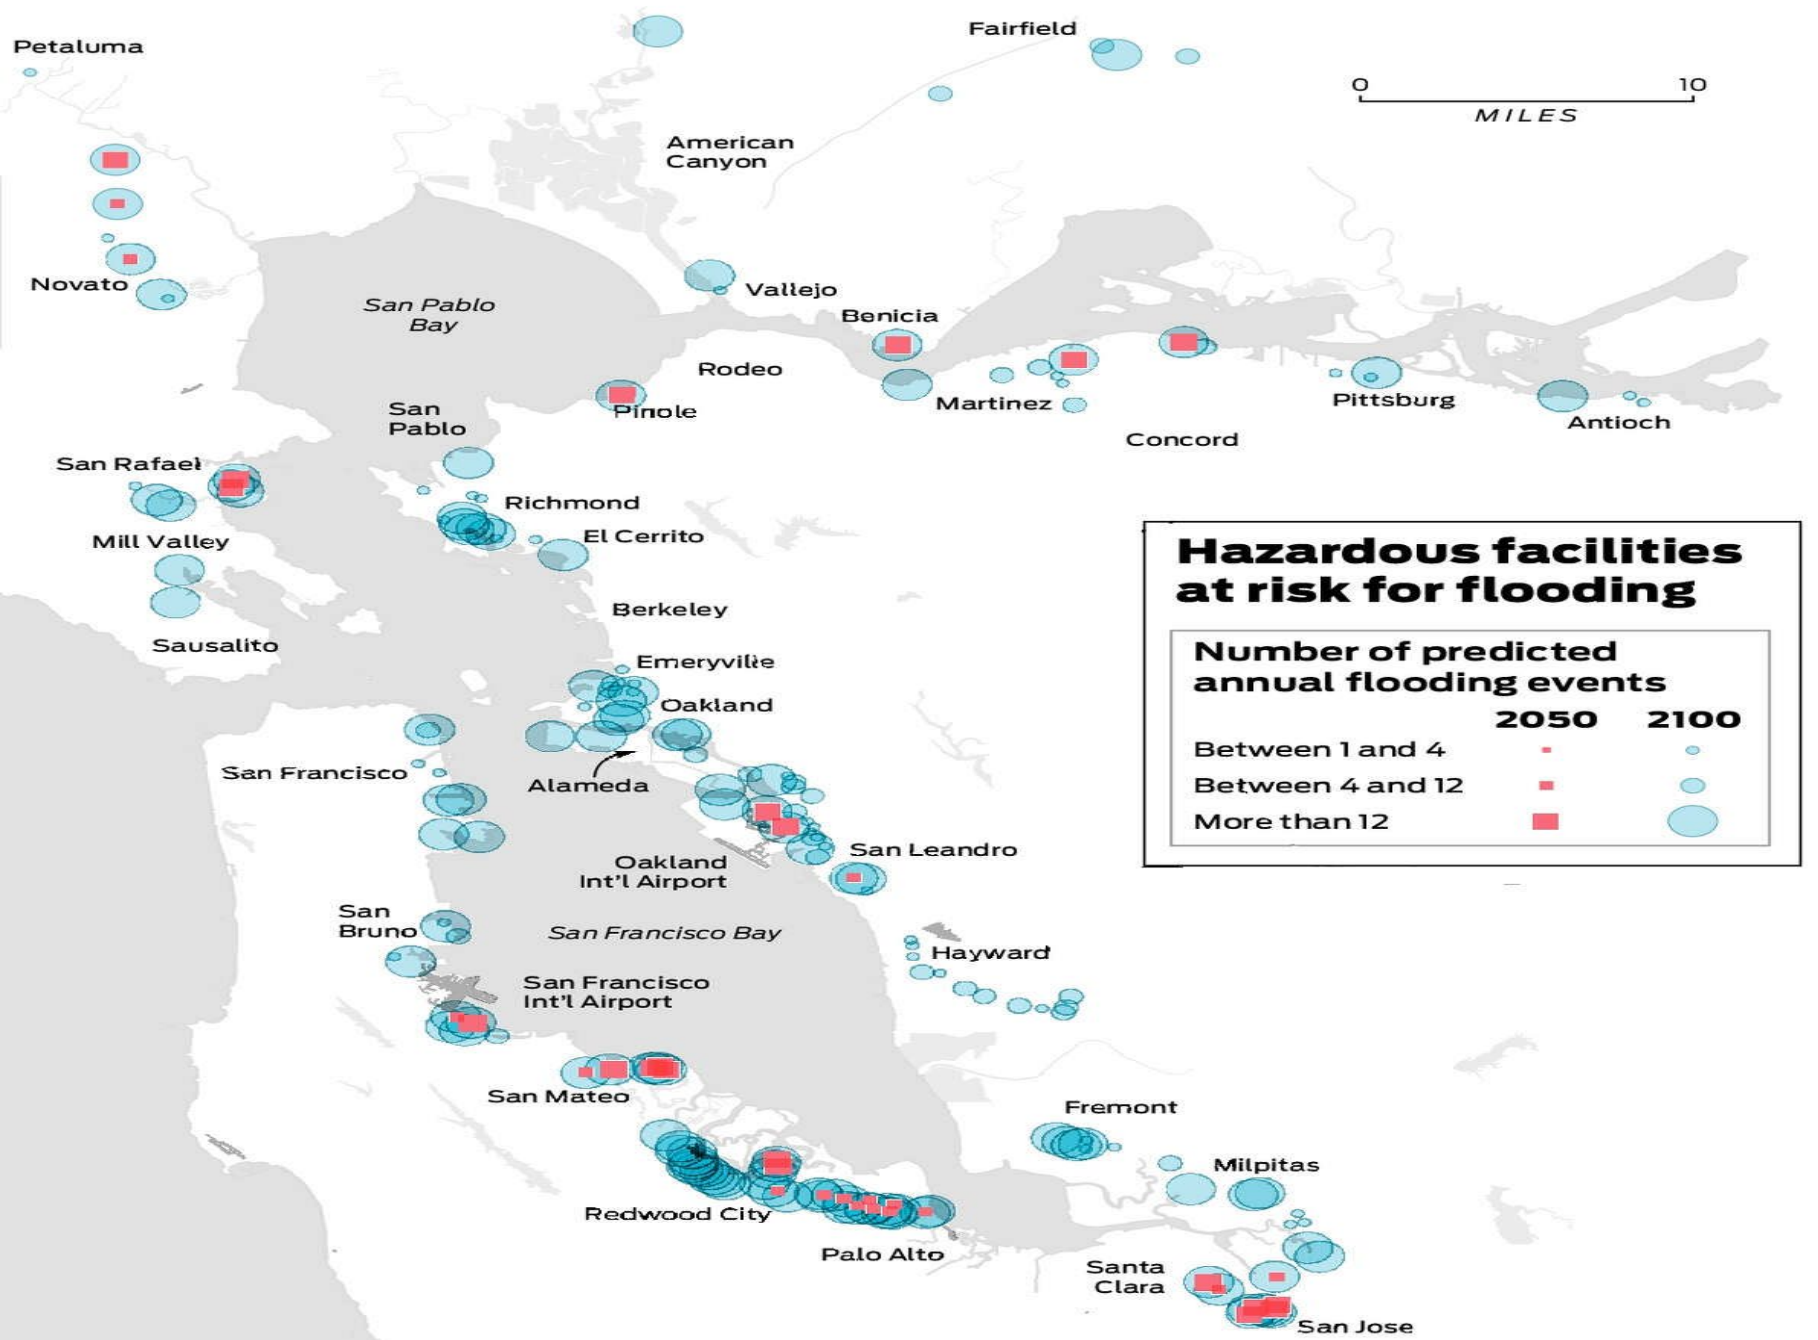 Petaluma
Fairfield
0 10
MILES
American
Canyon
Novato
San Pablo
Bay
Vallejo
Benicia
Rodeo
Pinole
Martinez
Pittsburg
Antioch
Concord
San
Pablo
San Rafael
Richmond
Mill Valley
El Cerrito
Berkeley
Sausalito
Emeryville
Oakland
San Francisco
Alameda
Hazardous facilities
at risk for flooding
Number of predicted
annual flooding events
2050 2100
Between 1 and 4
Between 4 and 12
More than 12
San Leandro
Oakland
Int'l Airport
San
Bruno
San Francisco Bay
Hayward
San Francisco
Int'l Airport
San Mateo
Fremont
Milpitas
Redwood City
Palo Alto
Santa
Clara
San Jose